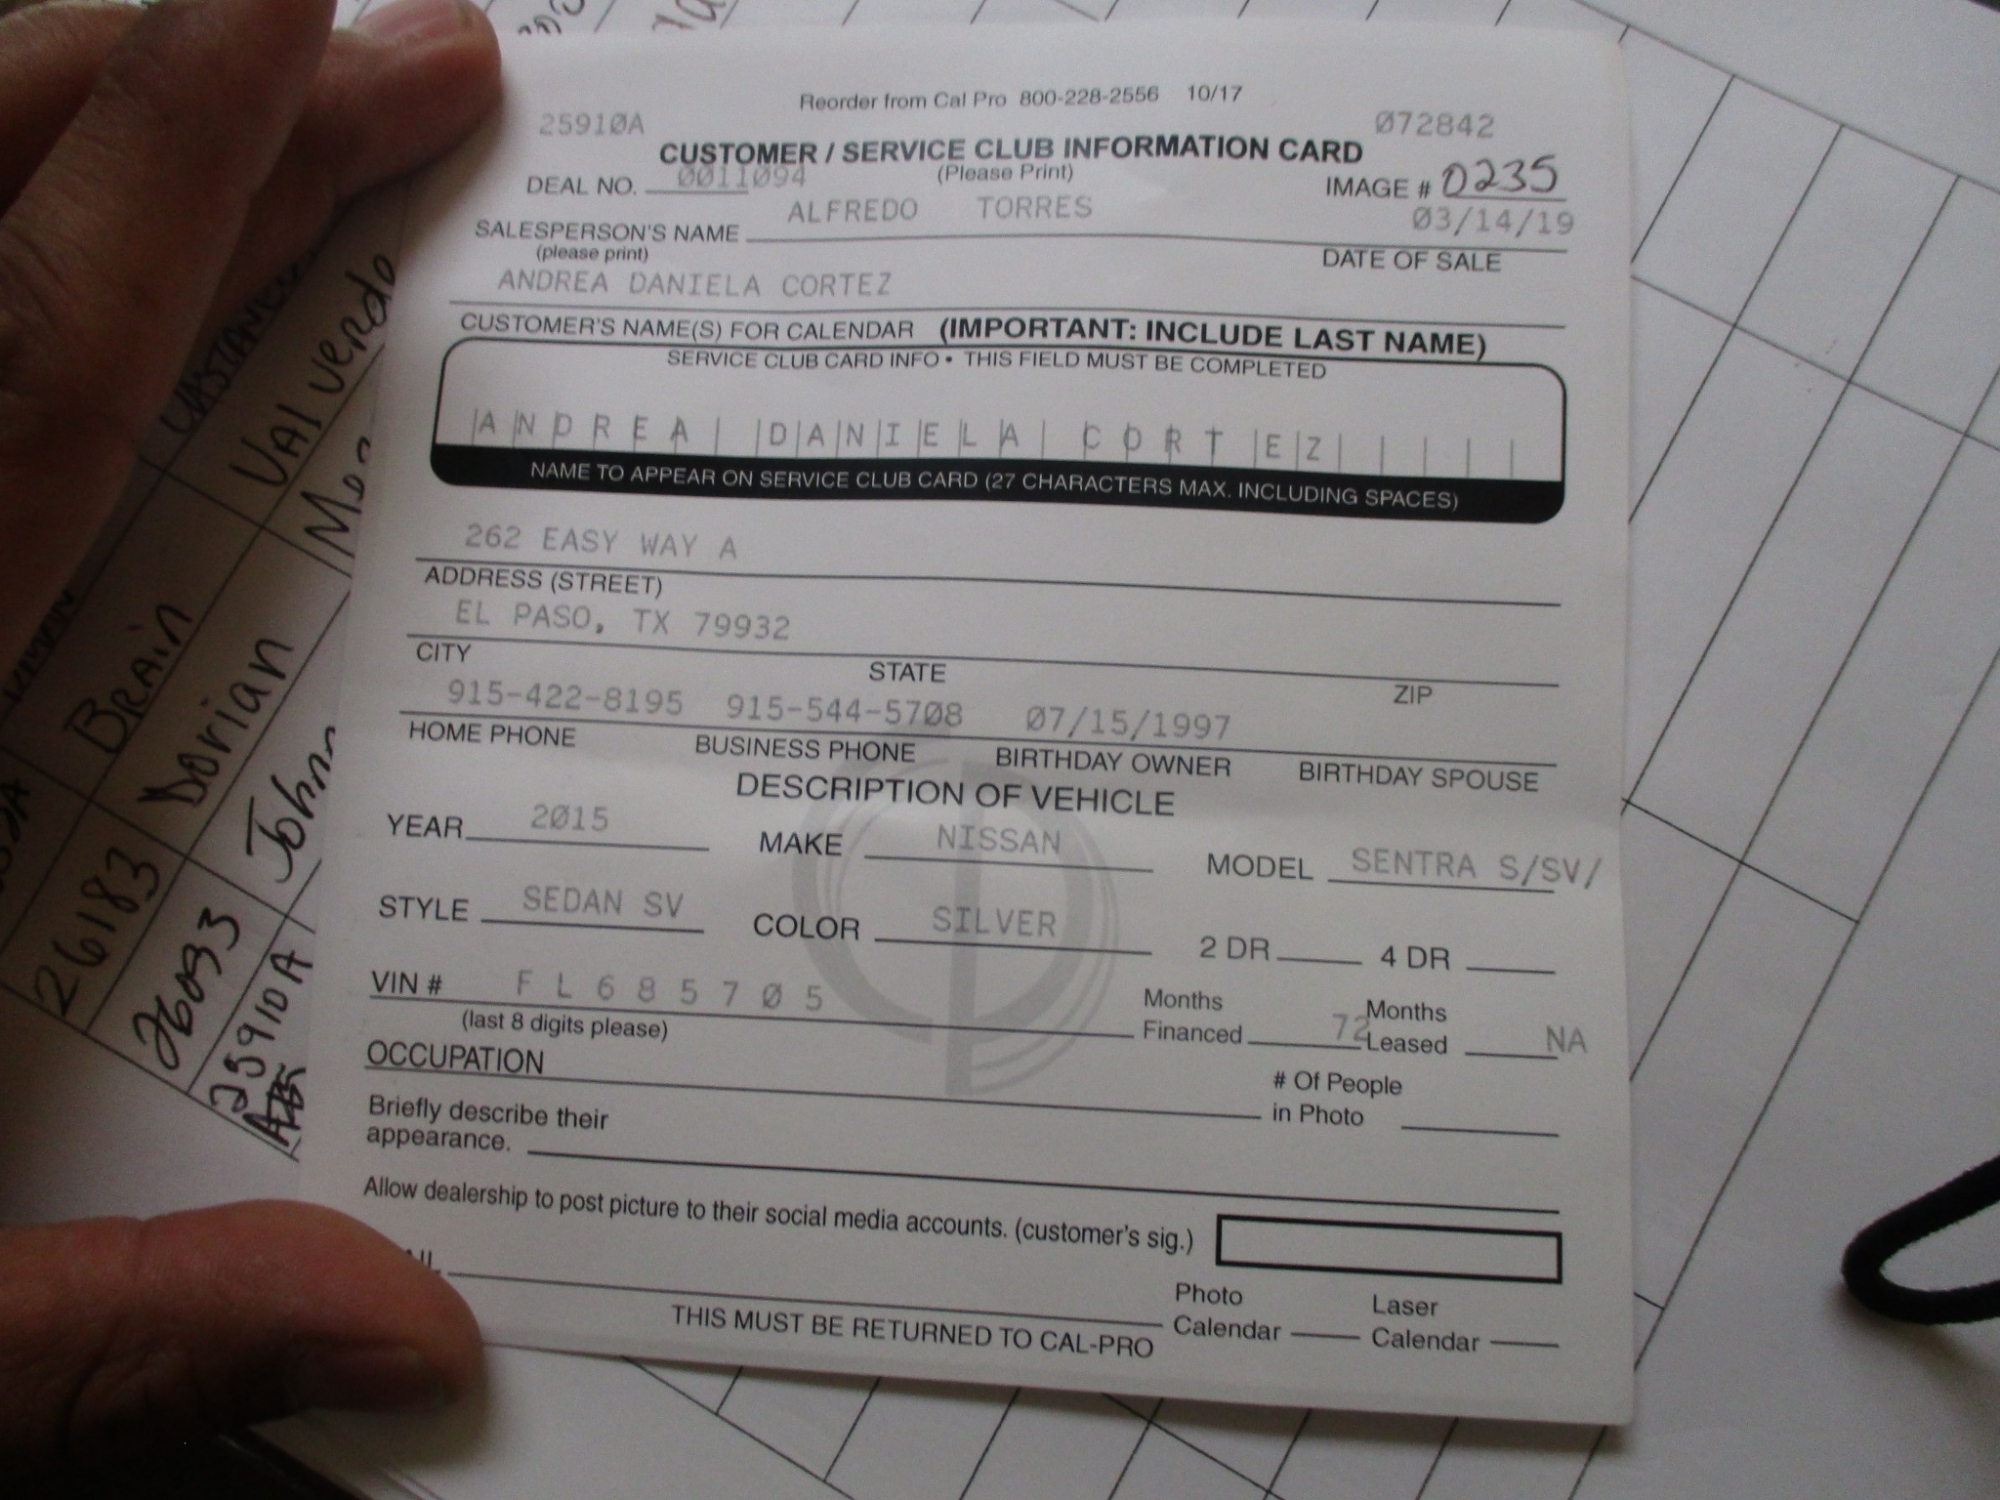 Reorder from Cal Pro 800-228-2556 10/17
25910A 072842
CUSTOMER / SERVICE CLUB INFORMATION CARD
DEAL NO. 0011094 (Please Print) IMAGE # 0235
SALESPERSON'S NAME ALFREDO TORRES 03/14/19
(please print) DATE OF SALE
ANDREA DANIELA CORTEZ
CUSTOMER'S NAME(S) FOR CALENDAR (IMPORTANT: INCLUDE LAST NAME)
SERVICE CLUB CARD INFO • THIS FIELD MUST BE COMPLETED
ANDREA DANIELA CORTEZ
NAME TO APPEAR ON SERVICE CLUB CARD (27 CHARACTERS MAX. INCLUDING SPACES)
262 EASY WAY A
ADDRESS (STREET)
EL PASO, TX 79932
CITY STATE ZIP
915-422-8195 915-544-5708 07/15/1997
HOME PHONE BUSINESS PHONE BIRTHDAY OWNER BIRTHDAY SPOUSE
DESCRIPTION OF VEHICLE
YEAR 2015 MAKE NISSAN MODEL SENTRA S/SV/
STYLE SEDAN SV COLOR SILVER 2 DR 4 DR
VIN # F L 6 8 5 7 0 5 Months Financed 72 Months Leased NA
(last 8 digits please)
OCCUPATION # Of People in Photo
Briefly describe their
appearance.
Allow dealership to post picture to their social media accounts. (customer's sig.)
Photo Calendar Laser Calendar
THIS MUST BE RETURNED TO CAL-PRO
Valverde
Brain
26183 Dorian
26093 John
25910A